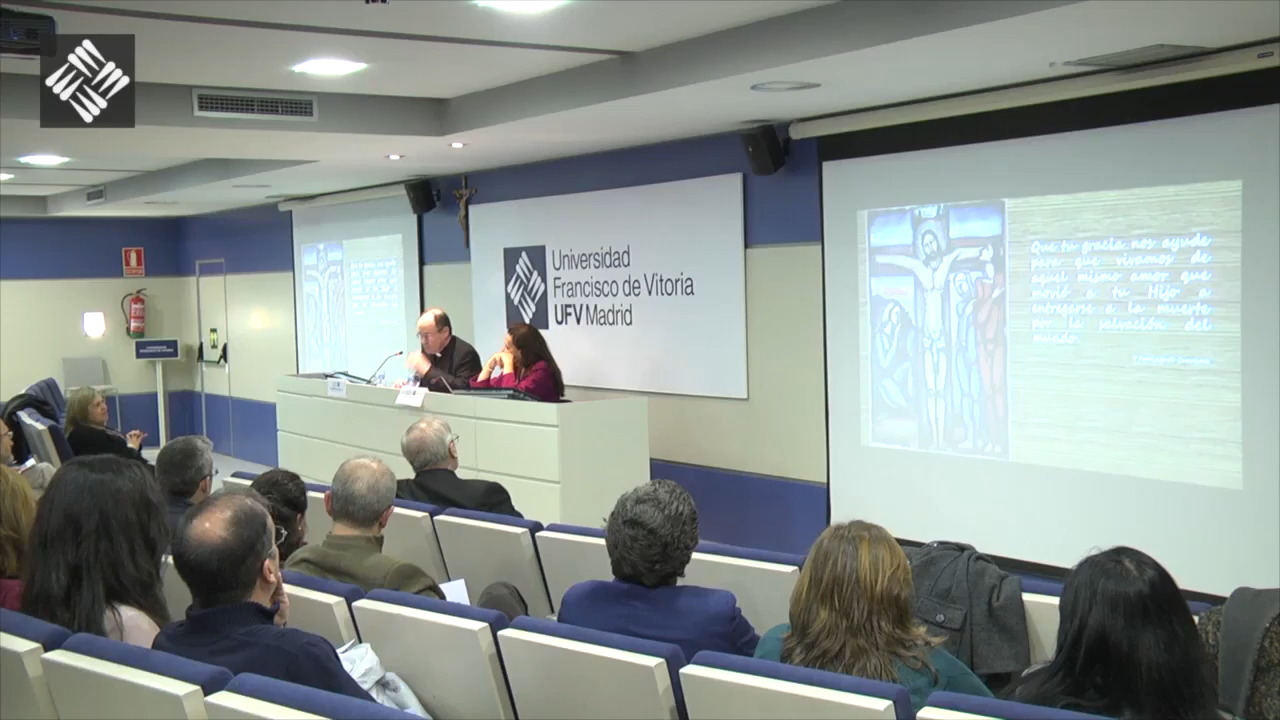 Universidad
Francisco de Vitoria
UFV Madrid
Que tu gracia nos ayude
para que vivamos de
aquel mismo amor que
movió a tu Hijo a
entregarse a la muerte
por la salvación del
mundo